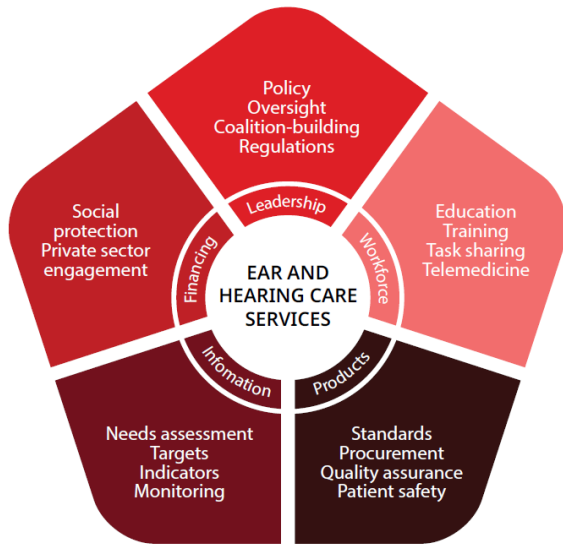 Policy
Oversight
Coalition-building
Regulations
Leadership
Education
Training
Task sharing
Telemedicine
Workforce
Standards
Procurement
Quality assurance
Patient safety
Products
Needs assessment
Targets
Indicators
Monitoring
Infomation
Social
protection
Private sector
engagement
Financing
EAR AND
HEARING CARE
SERVICES